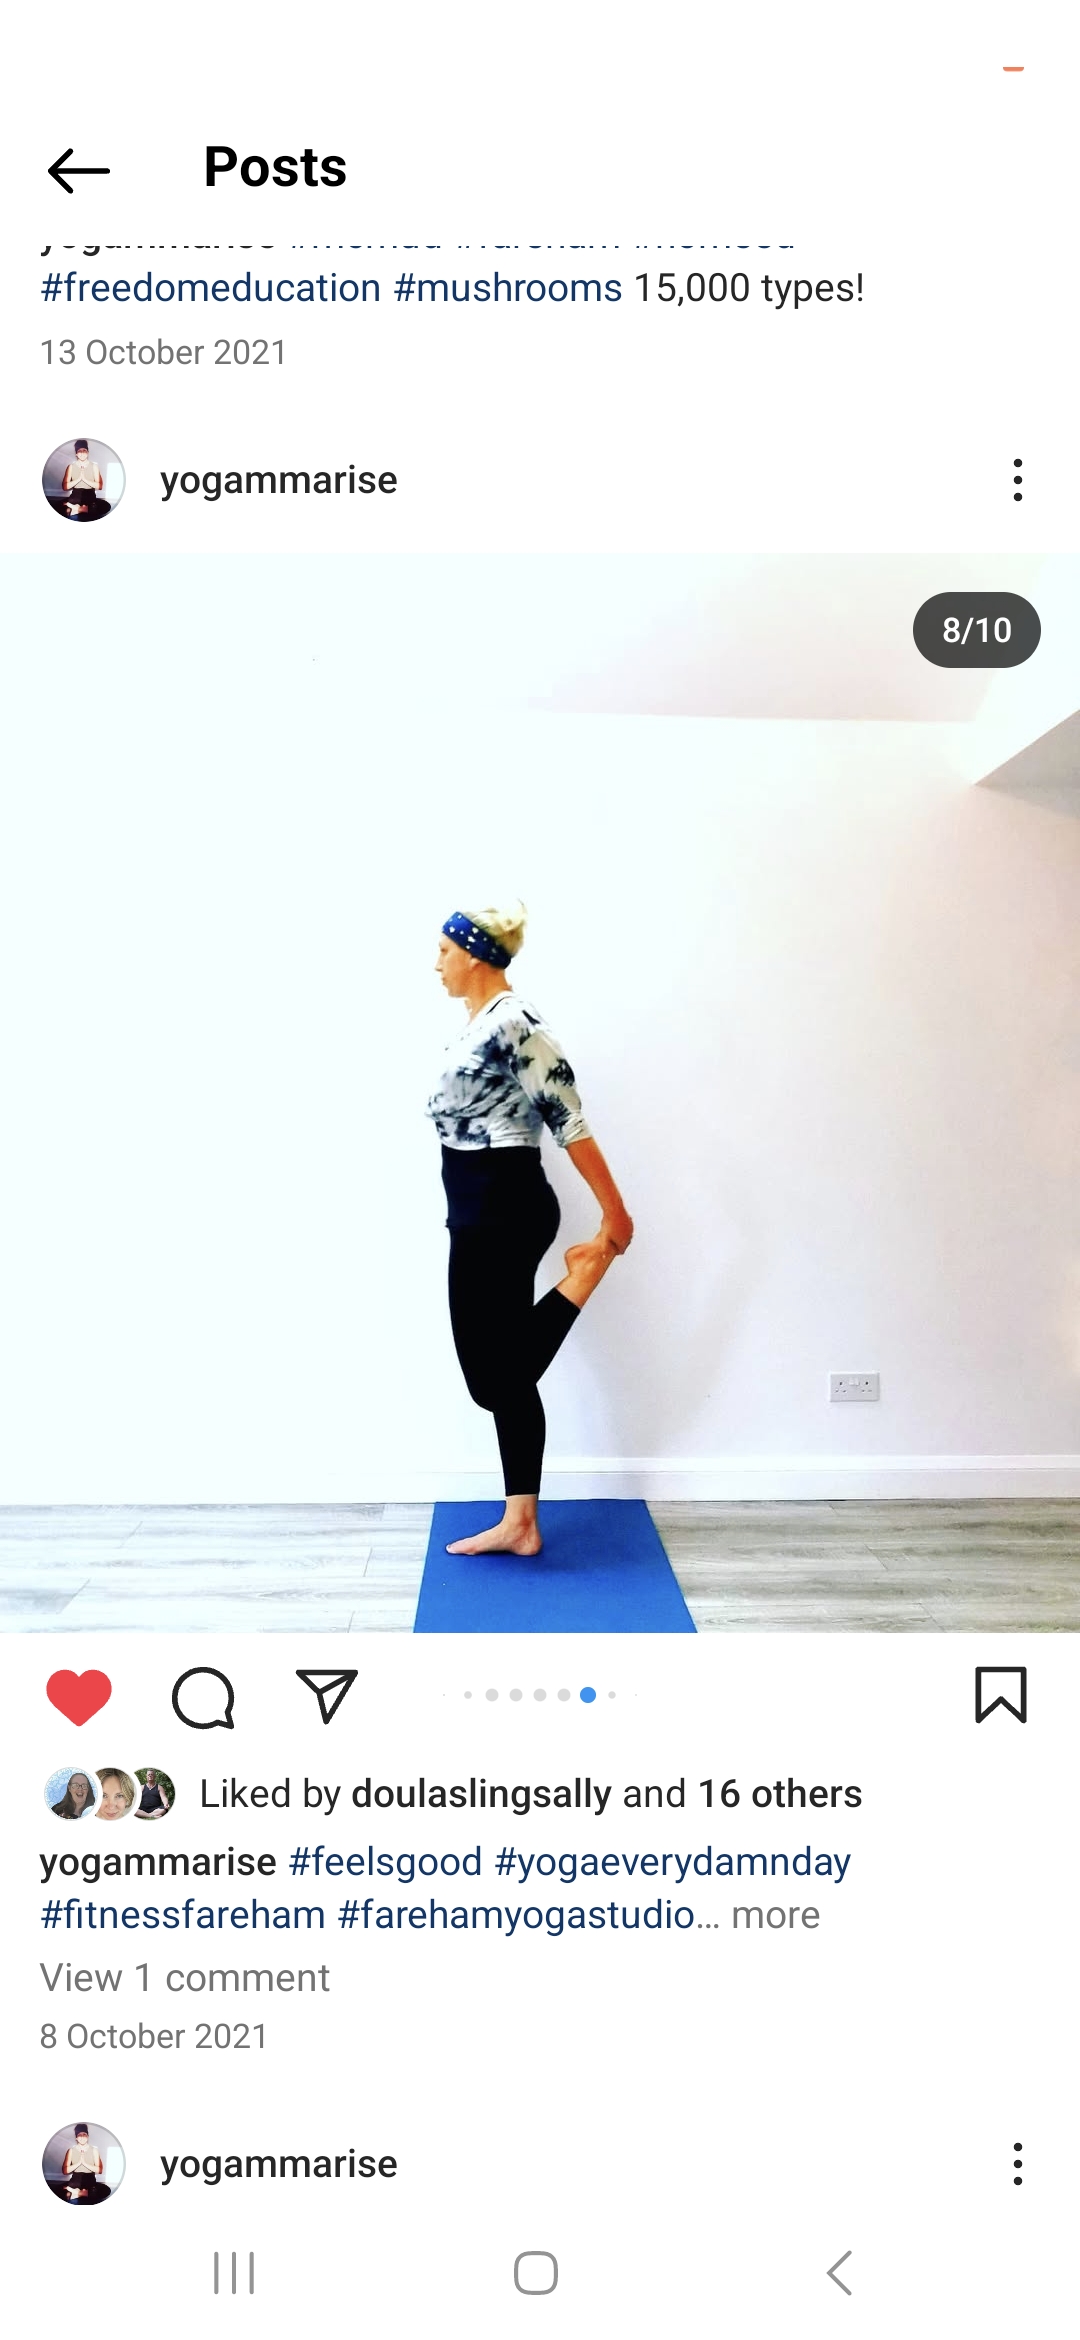 Posts
#freedomeducation #mushrooms 15,000 types!
13 October 2021
yogammarise
8/10
Liked by doulaslingsally and 16 others
yogammarise #feelsgood #yogaeverydamnday
#fitnessfareham #farehamyogastudio... more
View 1 comment
8 October 2021
yogammarise